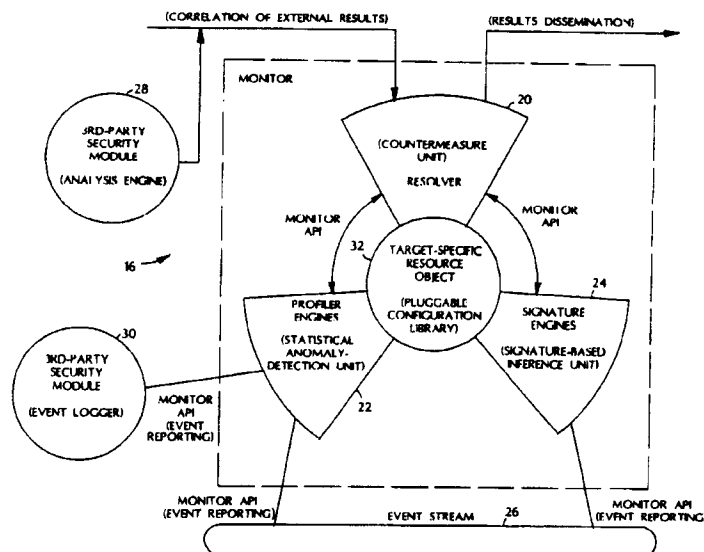 (CORRELATION OF EXTERNAL RESULTS)
(RESULTS DISSEMINATION)
MONITOR
28
3RD-PARTY
SECURITY
MODULE
(ANALYSIS ENGINE)
20
(COUNTERMEASURE
UNIT)
RESOLVER
MONITOR
API
MONITOR
API
16
32
TARGET-SPECIFIC
RESOURCE
OBJECT
(PLUGGABLE
CONFIGURATION
LIBRARY)
PROFILER
ENGINES
(STATISTICAL
ANOMALY-
DETECTION UNIT)
22
24
SIGNATURE
ENGINES
(SIGNATURE-BASED
INFERENCE UNIT)
30
3RD-PARTY
SECURITY
MODULE
(EVENT LOGGER)
MONITOR
API
(EVENT
REPORTING)
MONITOR API
(EVENT REPORTING)
EVENT STREAM
26
MONITOR API
(EVENT REPORTING